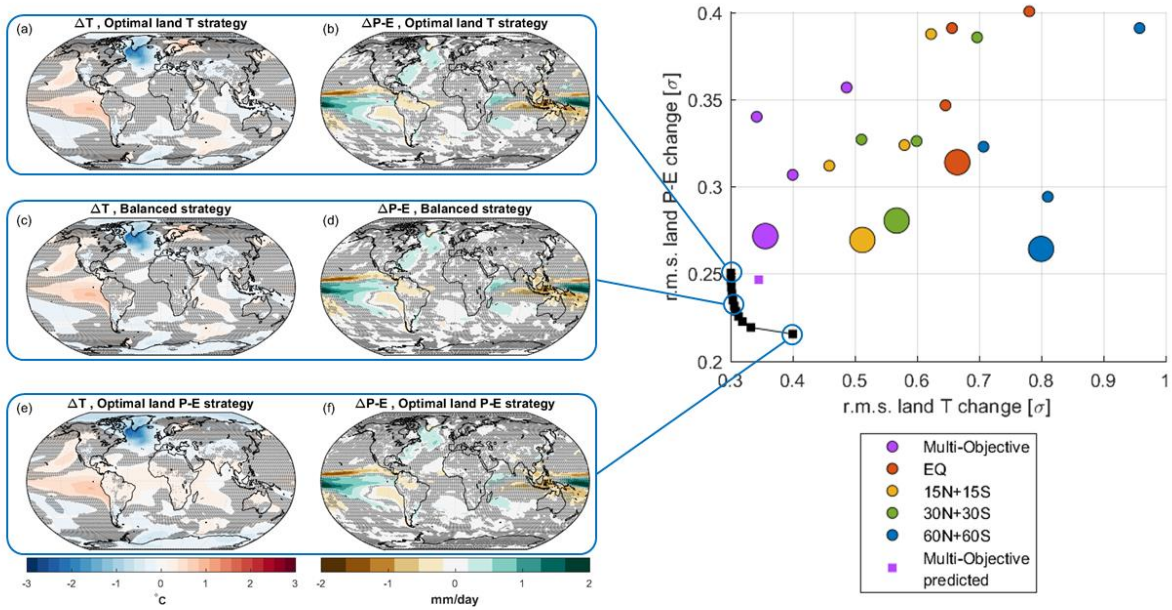 (a) ΔT , Optimal land T strategy
(b) ΔP-E , Optimal land T strategy
(c) ΔT , Balanced strategy
(d) ΔP-E , Balanced strategy
(e) ΔT , Optimal land P-E strategy
(f) ΔP-E , Optimal land P-E strategy
-3 -2 -1 0 1 2 3
°C
-2 -1 0 1 2
mm/day
0.4
0.35
0.3
0.25
0.2
r.m.s. land P-E change [σ]
0.3 0.4 0.5 0.6 0.7 0.8 0.9 1
r.m.s. land T change [σ]
Multi-Objective
EQ
15N+15S
30N+30S
60N+60S
Multi-Objective
predicted